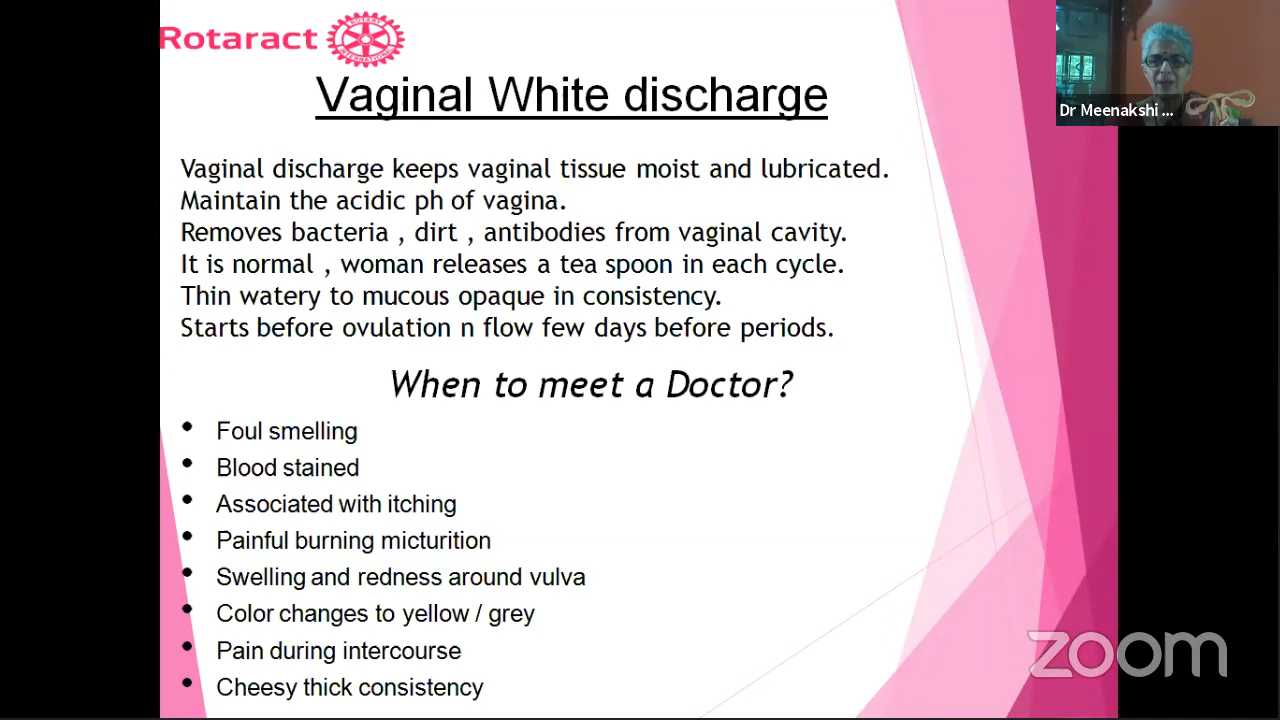 Rotaract
ROTARY
INTERNATIONAL
Vaginal White discharge
Dr Meenakshi ...
Vaginal discharge keeps vaginal tissue moist and lubricated.
Maintain the acidic ph of vagina.
Removes bacteria , dirt , antibodies from vaginal cavity.
It is normal , woman releases a tea spoon in each cycle.
Thin watery to mucous opaque in consistency.
Starts before ovulation n flow few days before periods.
When to meet a Doctor?
• Foul smelling
• Blood stained
• Associated with itching
• Painful burning micturition
• Swelling and redness around vulva
• Color changes to yellow / grey
• Pain during intercourse
• Cheesy thick consistency
zoom